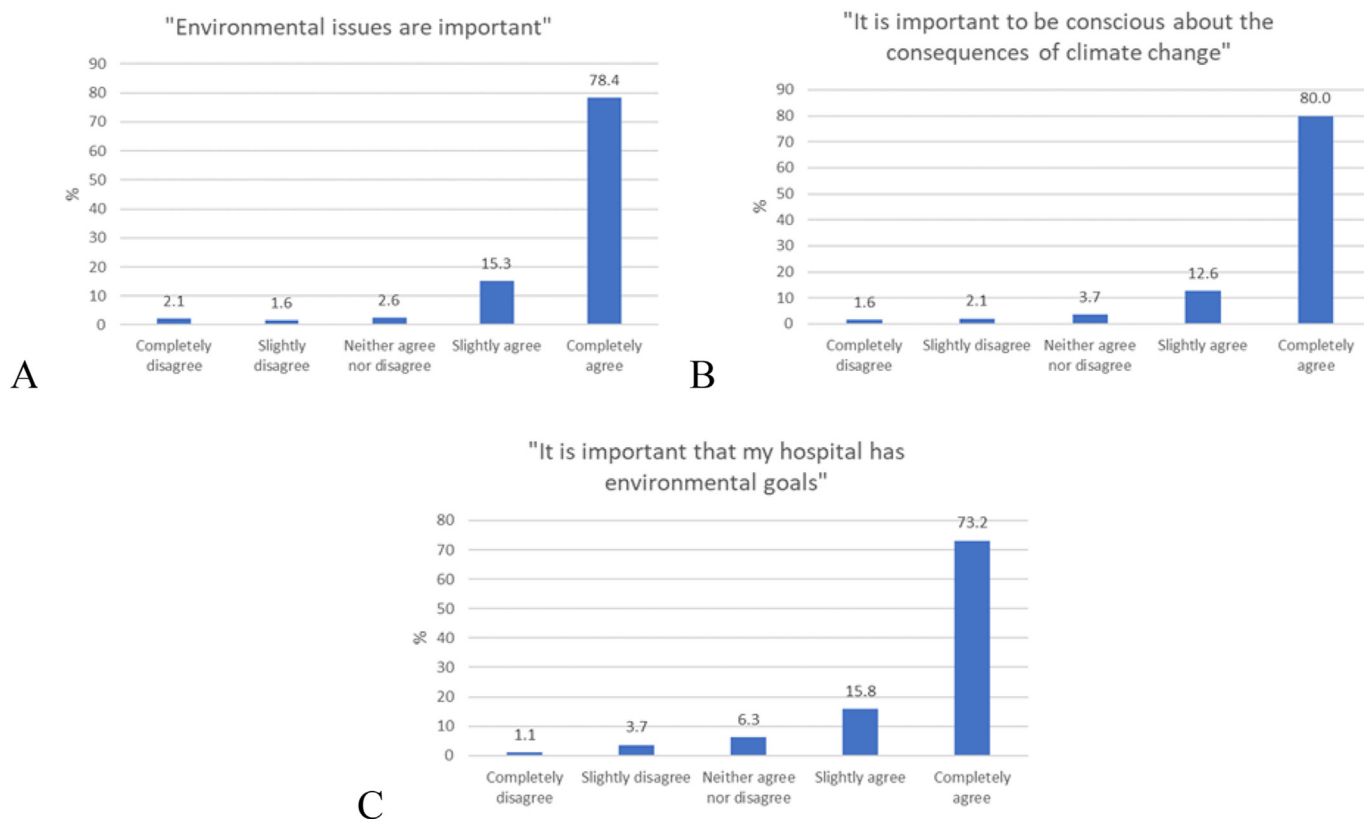 "Environmental issues are important"
90
80
70
60
50
40
30
20
10
0
%
2.1
1.6
2.6
15.3
78.4
Completely
disagree
Slightly
disagree
Neither agree
nor disagree
Slightly agree
Completely
agree
A
"It is important to be conscious about the
consequences of climate change"
90
80
70
60
50
40
30
20
10
0
%
1.6
2.1
3.7
12.6
80.0
Completely
disagree
Slightly disagree
Neither agree
nor disagree
Slightly agree
Completely
agree
B
"It is important that my hospital has
environmental goals"
80
70
60
50
40
30
20
10
0
%
1.1
3.7
6.3
15.8
73.2
Completely
disagree
Slightly disagree
Neither agree
nor disagree
Slightly agree
Completely
agree
C